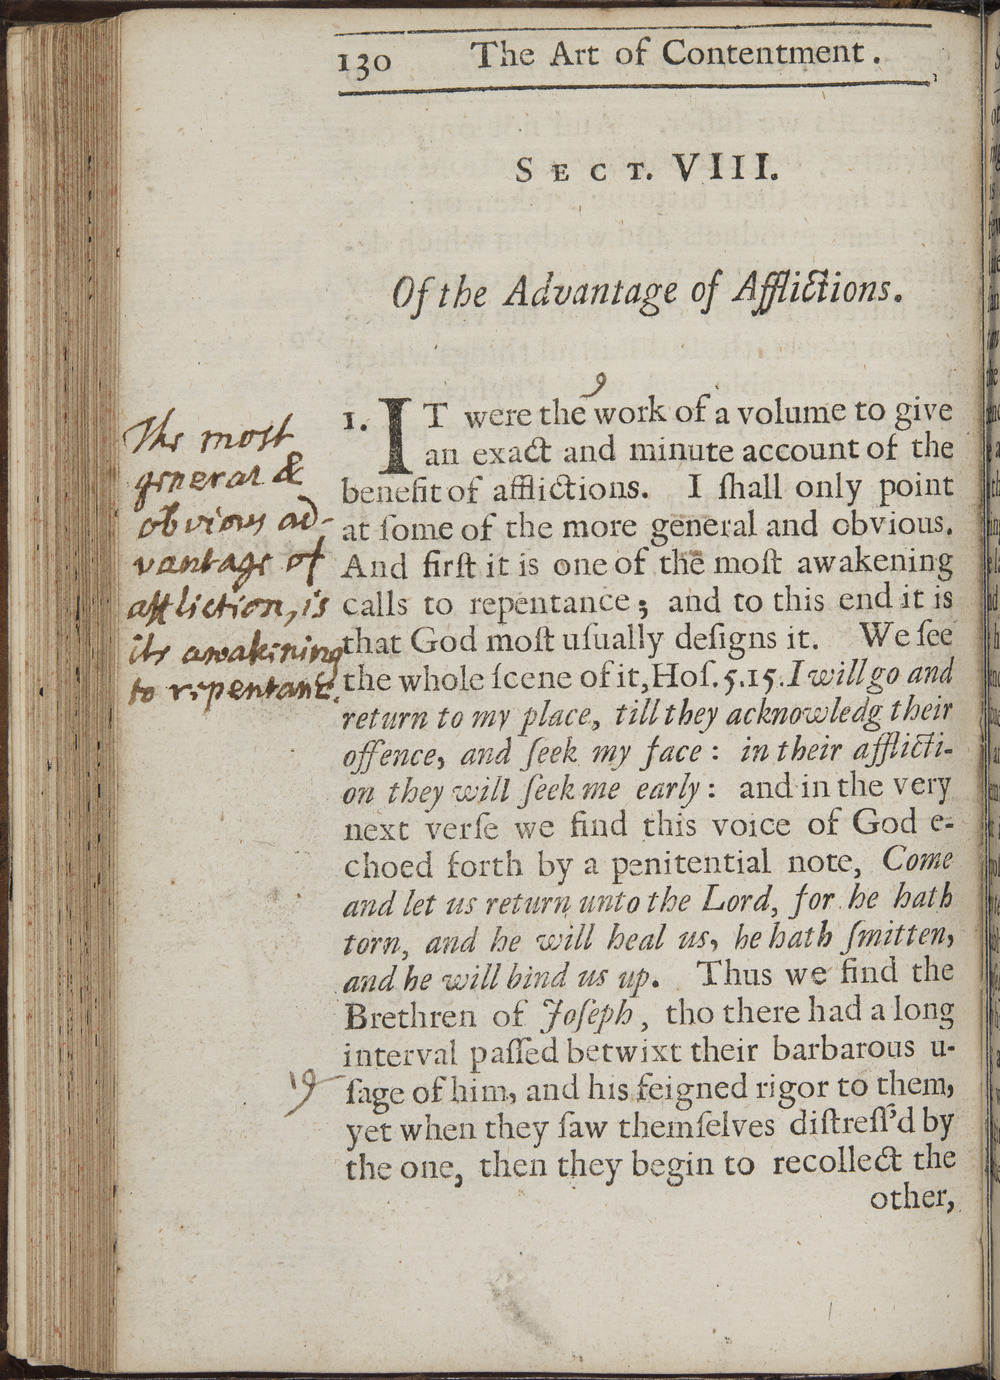 130 The Art of Contentment.
SECT. VIII.
Of the Advantage of Afflictions.
The most
general &
obvious ad-
vantage of
affliction, is
its awakening
to repentance.
1. IT were the work of a volume to give
an exact and minute account of the
benefit of afflictions. I ſhall only point
at ſome of the more general and obvious.
And firſt it is one of the moſt awakening
calls to repentance; and to this end it is
that God moſt uſually deſigns it. We ſee
the whole ſcene of it, Hoſ. 5. 15. I will go and
return to my place, till they acknowledg their
offence, and ſeek my face: in their afflicti-
on they will ſeek me early: and in the very
next verſe we find this voice of God e-
choed forth by a penitential note, Come
and let us return unto the Lord, for he hath
torn, and he will heal us, he hath ſmitten,
and he will bind us up. Thus we find the
Brethren of Joſeph, tho there had a long
interval paſſed betwixt their barbarous u-
ſage of him, and his feigned rigor to them,
yet when they ſaw themſelves diſtreſſ'd by
the one, then they begin to recollect the
other,